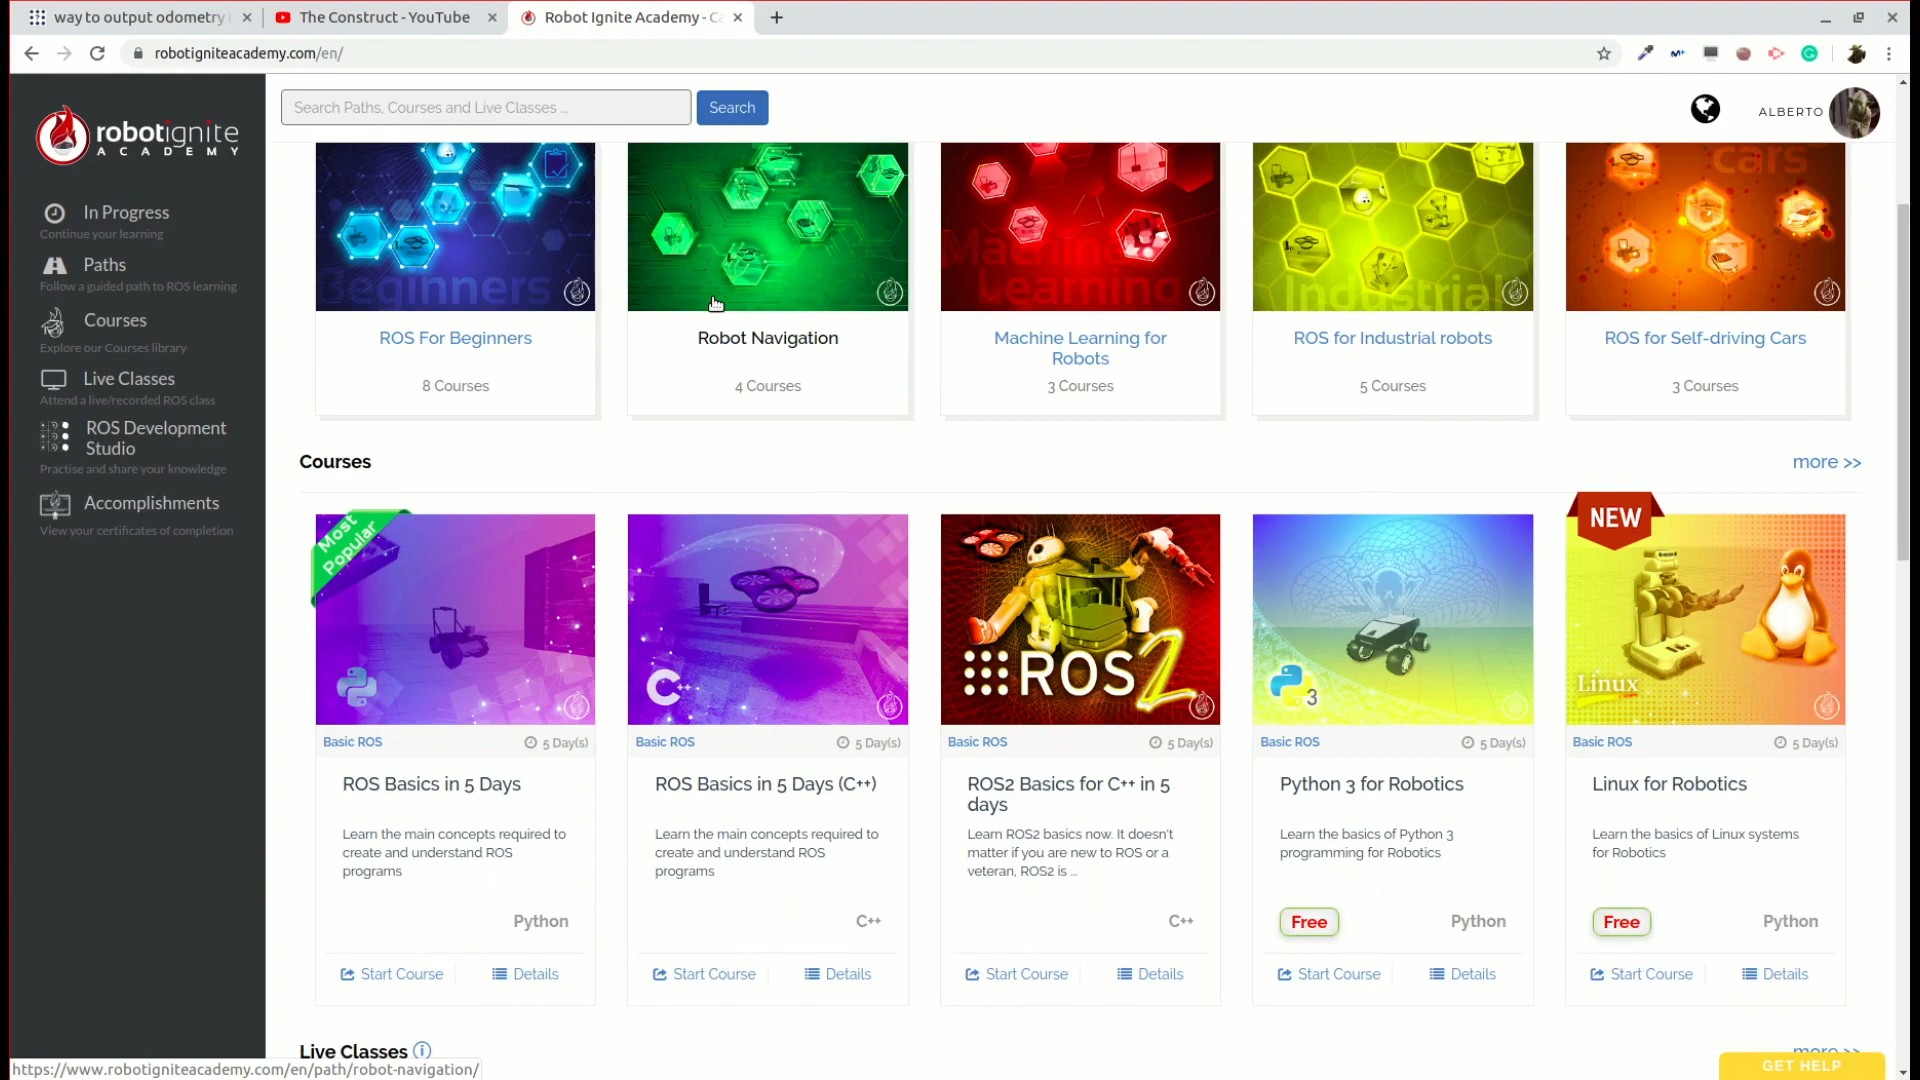 way to output odometry
The Construct - YouTube
Robot Ignite Academy - C
robotigniteacademy.com/en/
robotignite
ACADEMY
Search Paths, Courses and Live Classes ...
Search
ALBERTO
In Progress
Continue your learning
Paths
Follow a guided path to ROS learning
Courses
Explore our Courses library
Live Classes
Attend a live/recorded ROS class
ROS Development
Studio
Practise and share your knowledge
Accomplishments
View your certificates of completion
Beginners
Machine
Learning
Industrial
cars
ROS For Beginners
8 Courses
Robot Navigation
4 Courses
Machine Learning for
Robots
3 Courses
ROS for Industrial robots
5 Courses
ROS for Self-driving Cars
3 Courses
Courses
more >>
Most
Popular
C++
ROS2
3
NEW
Linux
Basic ROS
5 Day(s)
ROS Basics in 5 Days
Learn the main concepts required to
create and understand ROS
programs
Python
Start Course
Details
Basic ROS
5 Day(s)
ROS Basics in 5 Days (C++)
Learn the main concepts required to
create and understand ROS
programs
C++
Start Course
Details
Basic ROS
5 Day(s)
ROS2 Basics for C++ in 5
days
Learn ROS2 basics now. It doesn't
matter if you are new to ROS or a
veteran, ROS2 is ...
C++
Start Course
Details
Basic ROS
5 Day(s)
Python 3 for Robotics
Learn the basics of Python 3
programming for Robotics
Free
Python
Start Course
Details
Basic ROS
5 Day(s)
Linux for Robotics
Learn the basics of Linux systems
for Robotics
Free
Python
Start Course
Details
Live Classes
more >>
https://www.robotigniteacademy.com/en/path/robot-navigation/
GET HELP